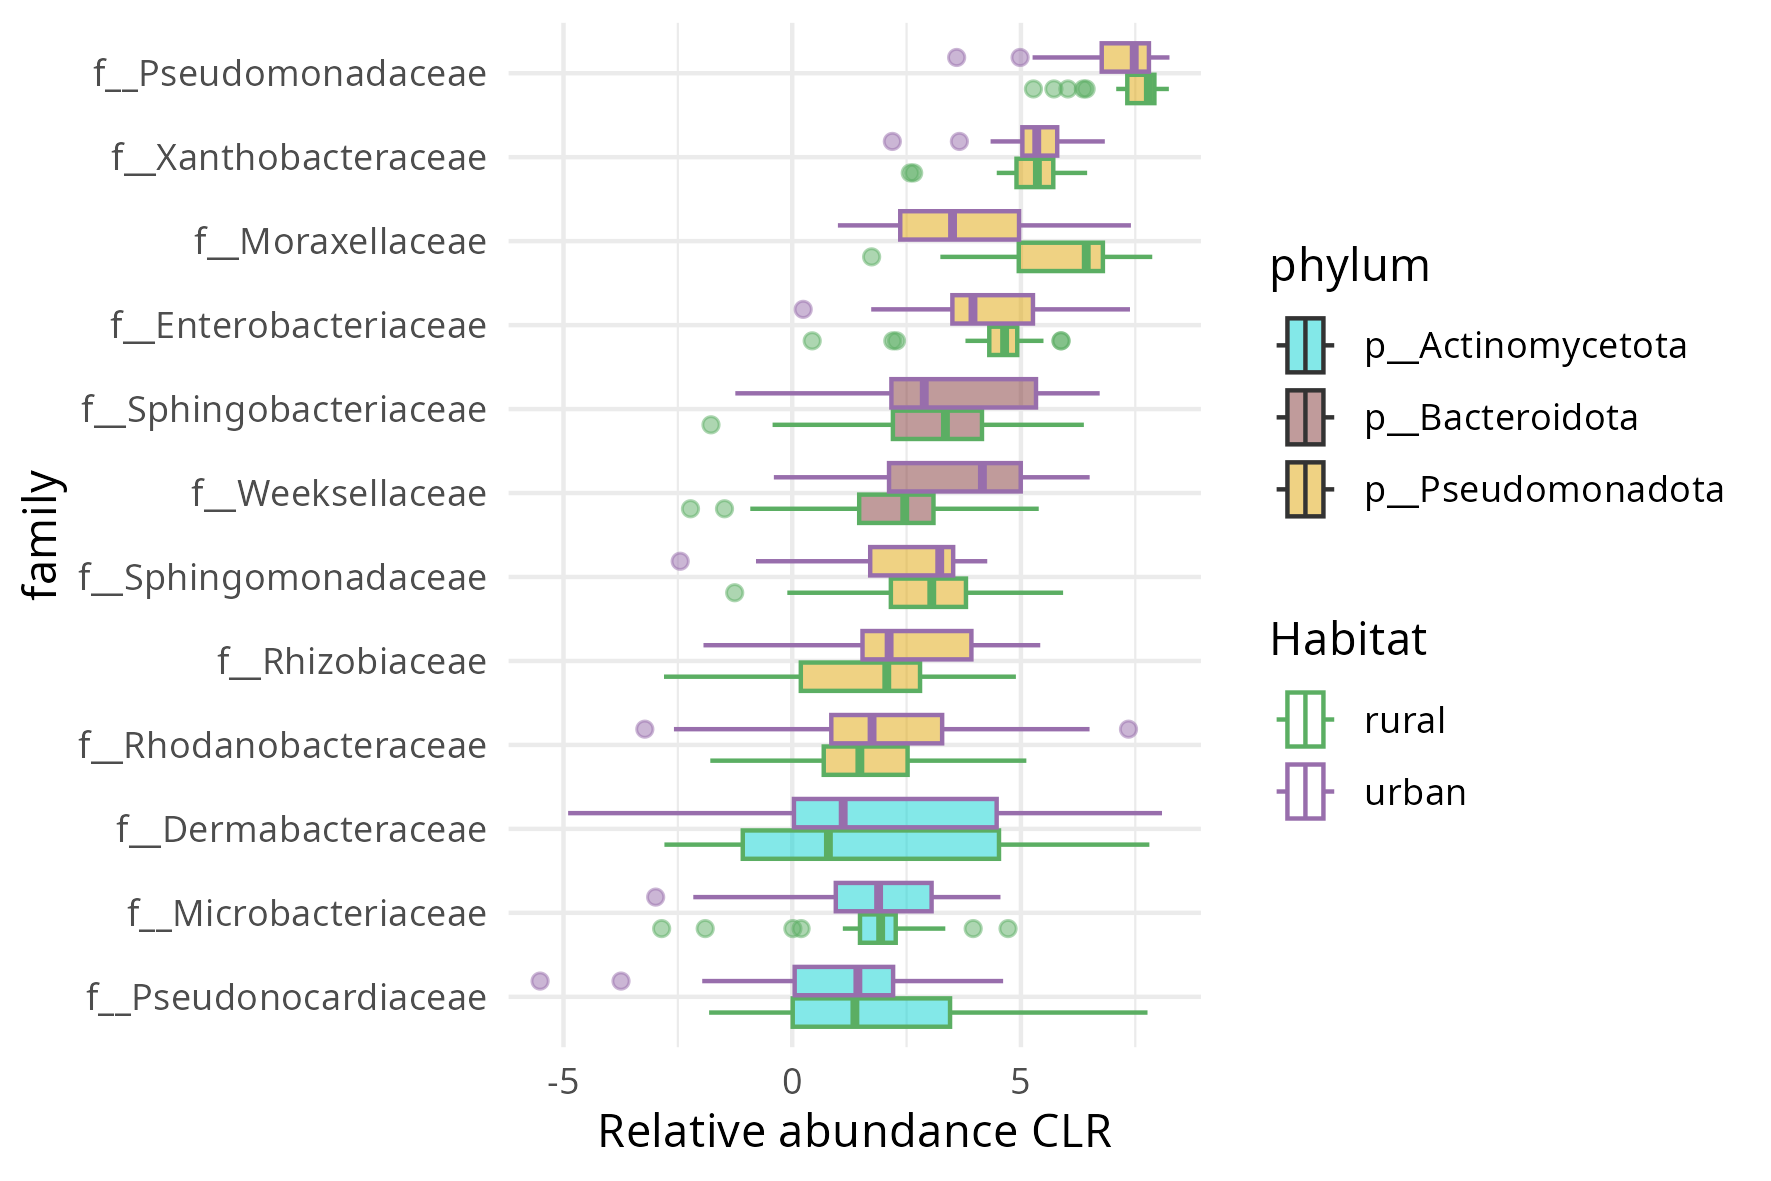 f__Pseudomonadaceae
f__Xanthobacteraceae
f__Moraxellaceae
f__Enterobacteriaceae
f__Sphingobacteriaceae
f__Weeksellaceae
f__Sphingomonadaceae
f__Rhizobiaceae
f__Rhodanobacteraceae
f__Dermabacteraceae
f__Microbacteriaceae
f__Pseudonocardiaceae
family
-5 0 5
Relative abundance CLR
phylum
p__Actinomycetota
p__Bacteroidota
p__Pseudomonadota
Habitat
rural
urban